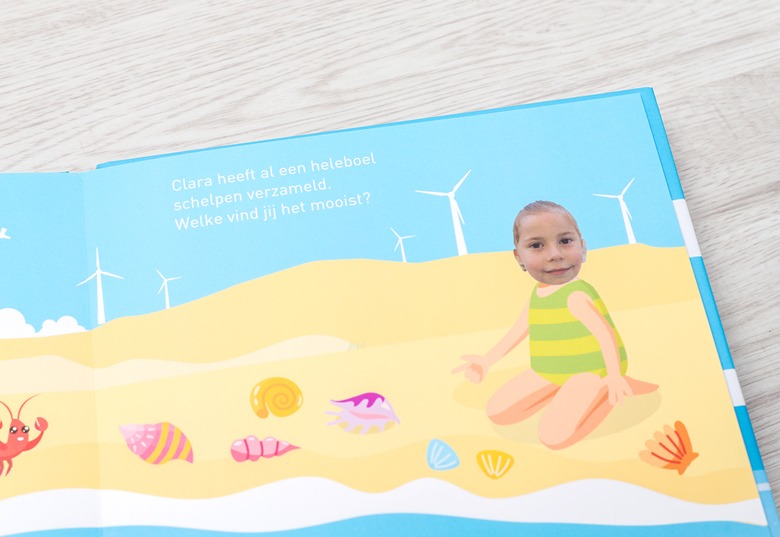 Clara heeft al een heleboel
schelpen verzameld.
Welke vind jij het mooist?